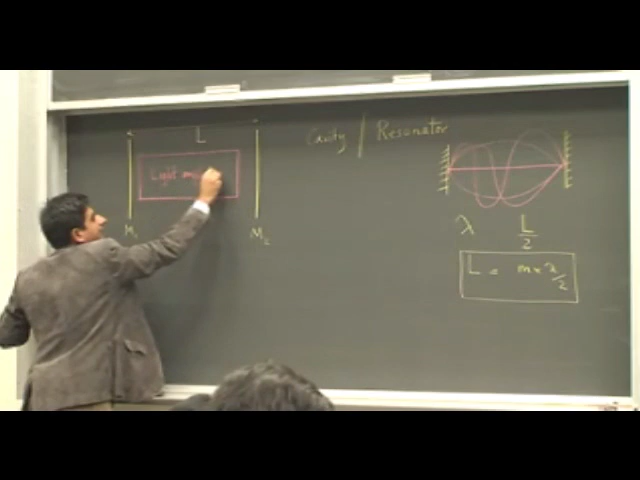 L
Cavity / Resonator
Light
M₁
M₂
λ
L/2
L = m × λ/2